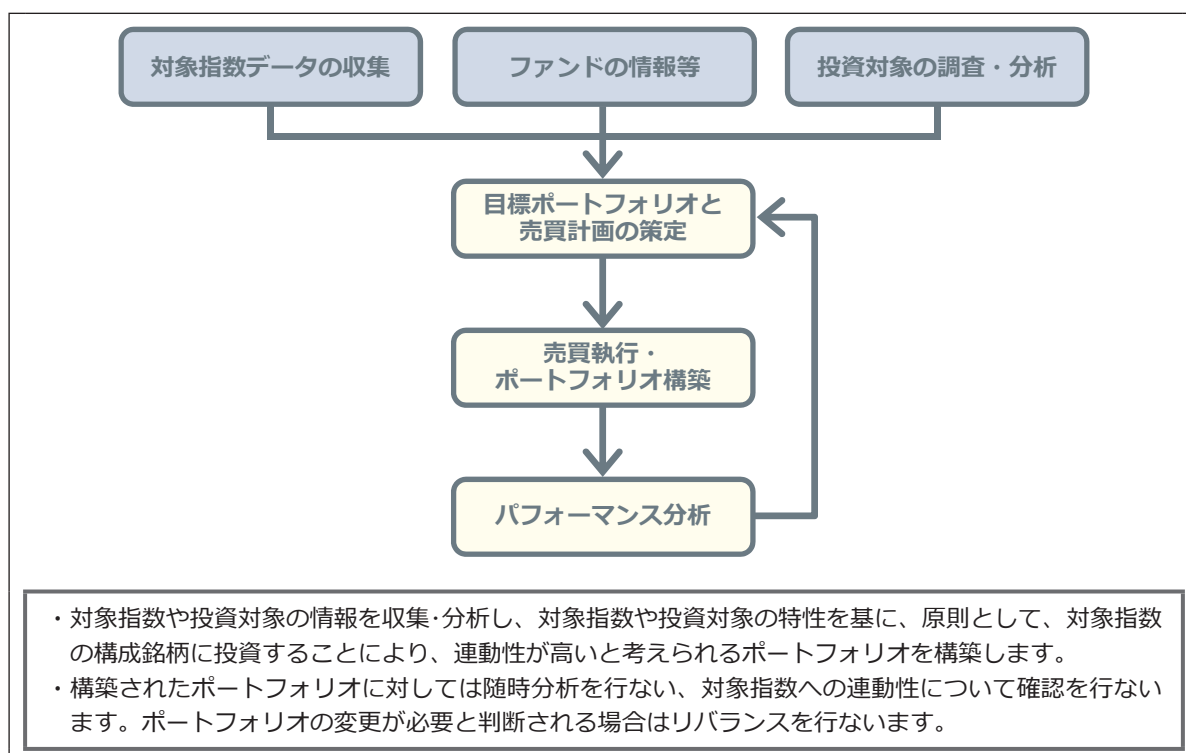 対象指数データの収集
ファンドの情報等
投資対象の調査・分析
目標ポートフォリオと
売買計画の策定
売買執行・
ポートフォリオ構築
パフォーマンス分析
・対象指数や投資対象の情報を収集･分析し、対象指数や投資対象の特性を基に、原則として、対象指数
の構成銘柄に投資することにより、連動性が高いと考えられるポートフォリオを構築します。
・構築されたポートフォリオに対しては随時分析を行ない、対象指数への連動性について確認を行ない
ます。ポートフォリオの変更が必要と判断される場合はリバランスを行ないます。